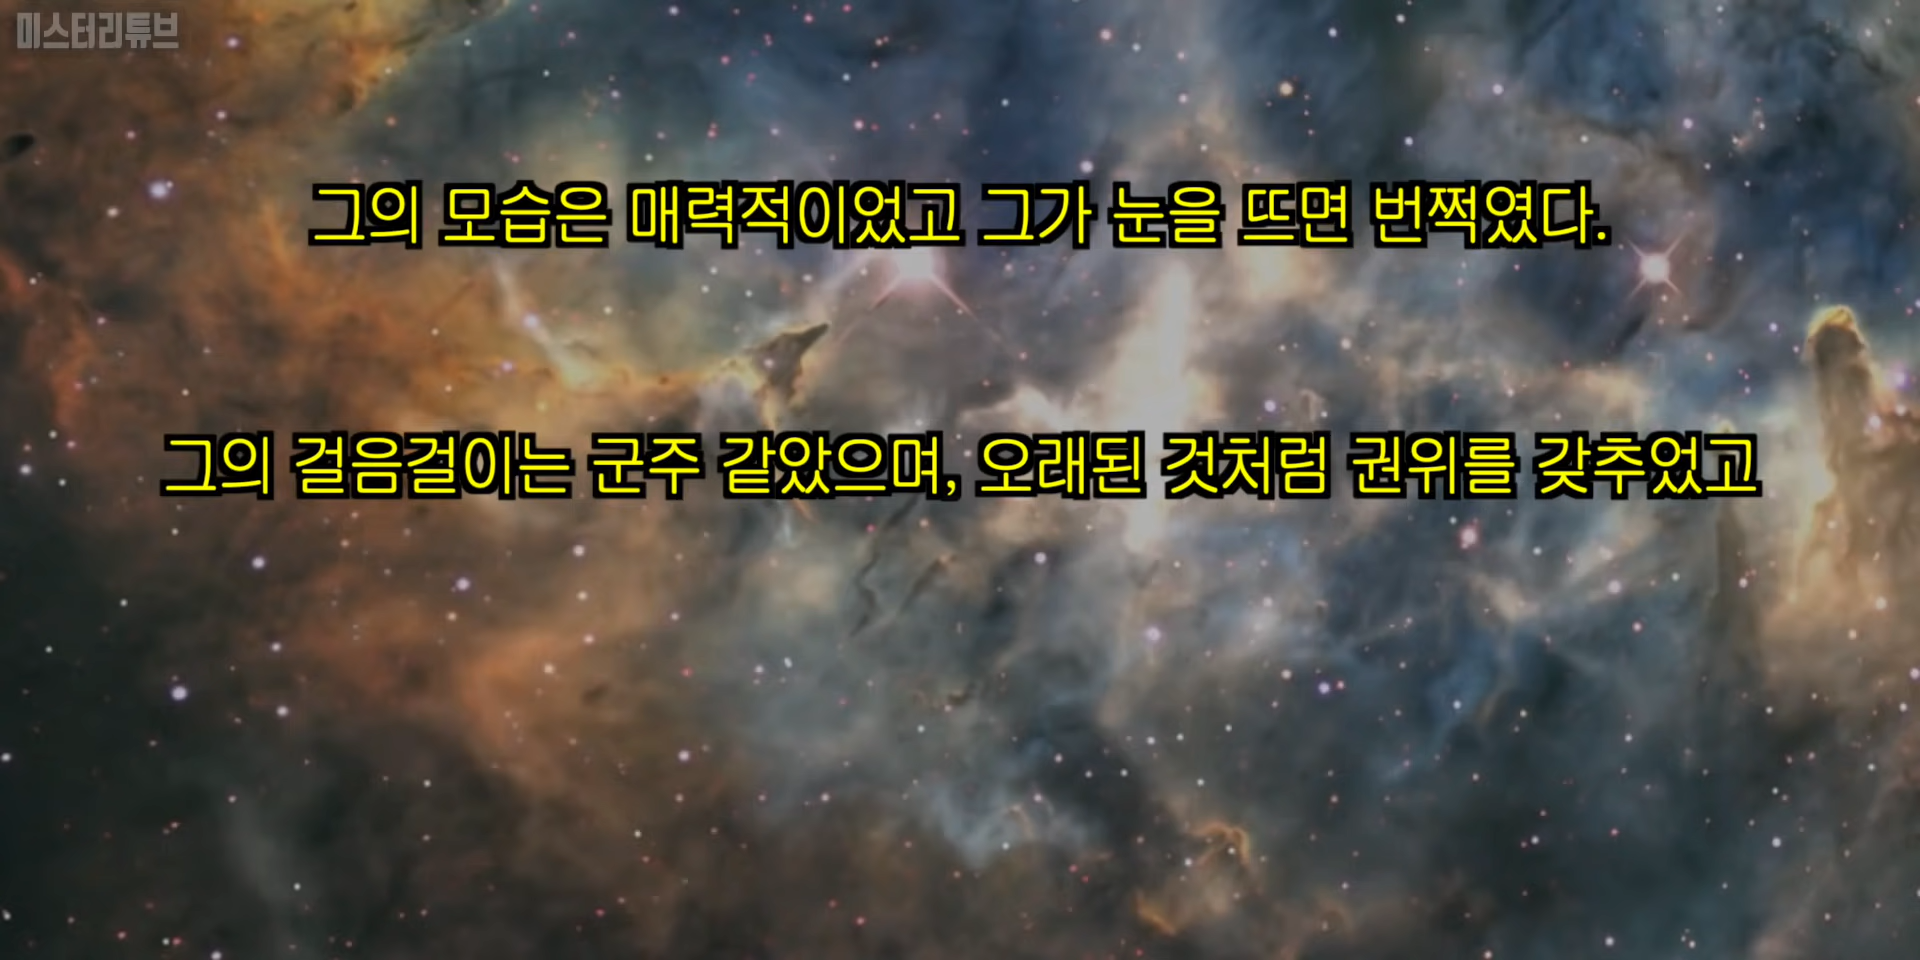 미스터리튜브
그의 모습은 매력적이었고 그가 눈을 뜨면 번쩍였다.
그의 걸음걸이는 군주 같았으며, 오래된 것처럼 권위를 갖추었고